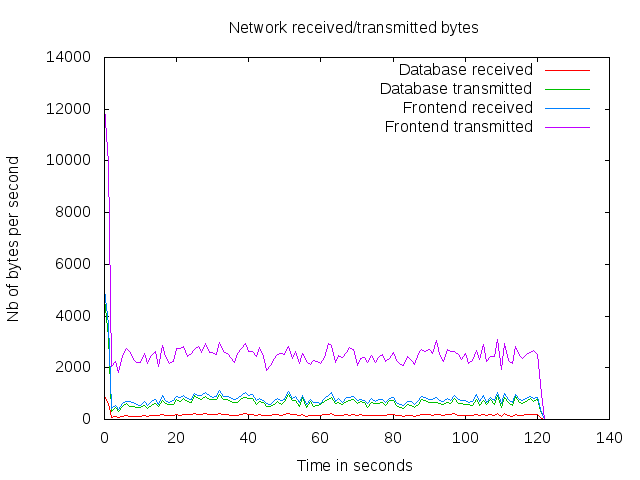 Network received/transmitted bytes
14000
12000
10000
8000
6000
4000
2000
0
Nb of bytes per second
Database received
Database transmitted
Frontend received
Frontend transmitted
0 20 40 60 80 100 120 140
Time in seconds